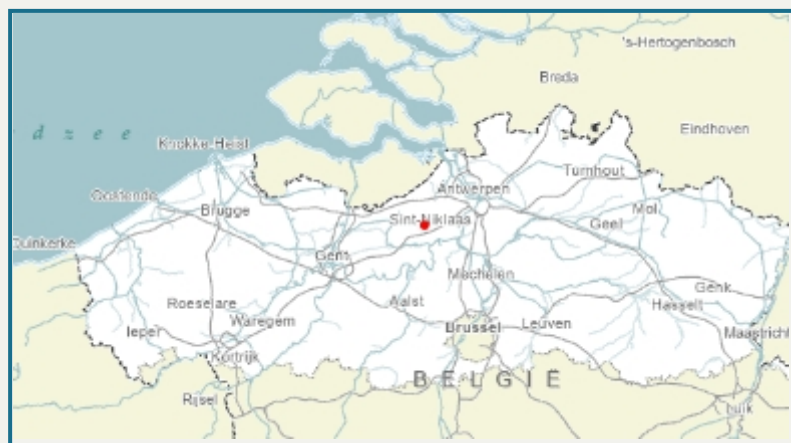 's-Hertogenbosch
Breda
d z e e
Eindhoven
Knokke-Heist
Turnhout
Oostende
Antwerpen
Brugge
Sint-Niklaas
Mol
Geel
Duinkerke
Gent
Mechelen
Genk
Roeselare
Aalst
Hasselt
Ieper
Waregem
Brussel
Leuven
Maastricht
Kortrijk
BELGIË
Rijsel
Luik